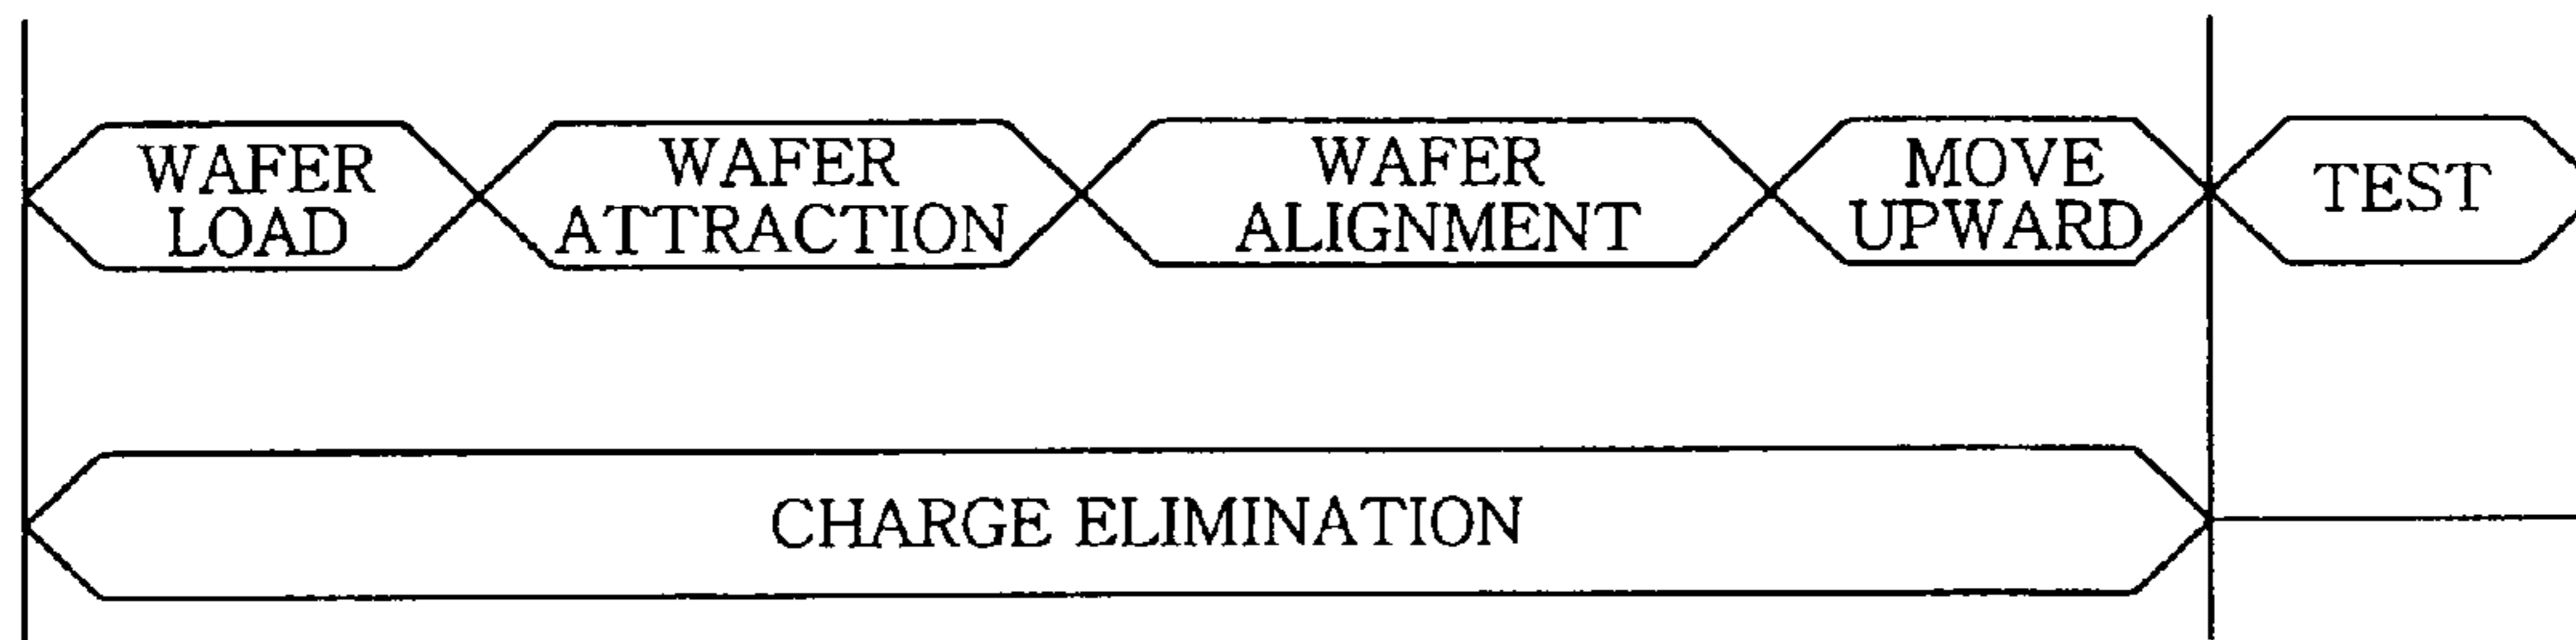 WAFER
LOAD
WAFER
ATTRACTION
WAFER
ALIGNMENT
MOVE
UPWARD
TEST
CHARGE ELIMINATION